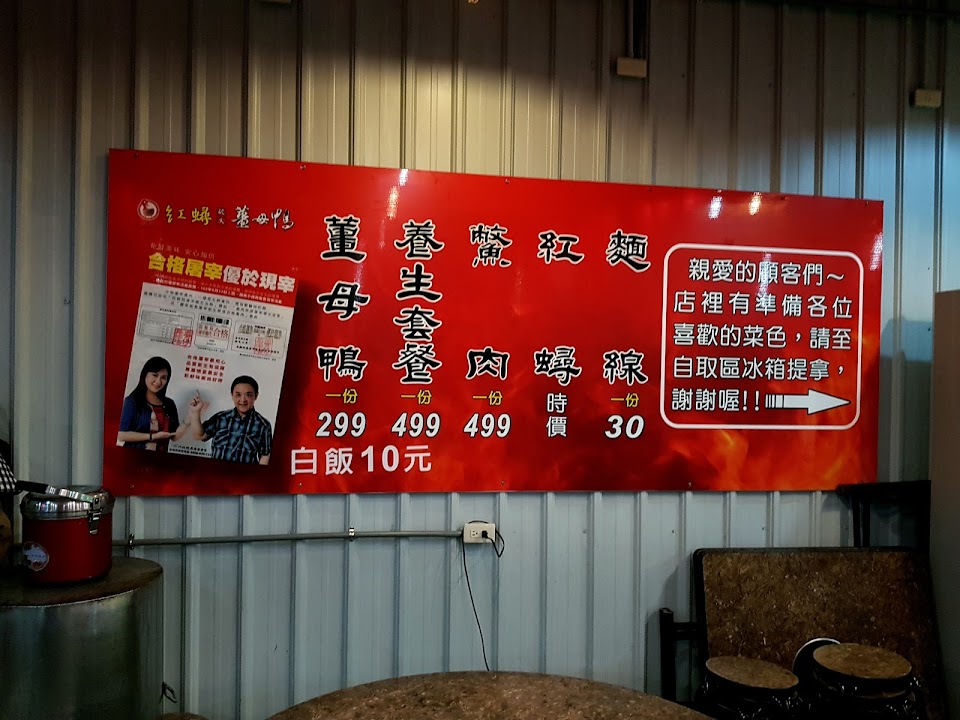 紅蟳 薑母鴨
合格屠宰優於現宰
薑母鴨
一份
299
養生套餐
一份
499
鱉肉
一份
499
紅蟳
時價
麵線
一份
30
白飯10元
親愛的顧客們~
店裡有準備各位
喜歡的菜色,請至
自取區冰箱提拿,
謝謝喔!!